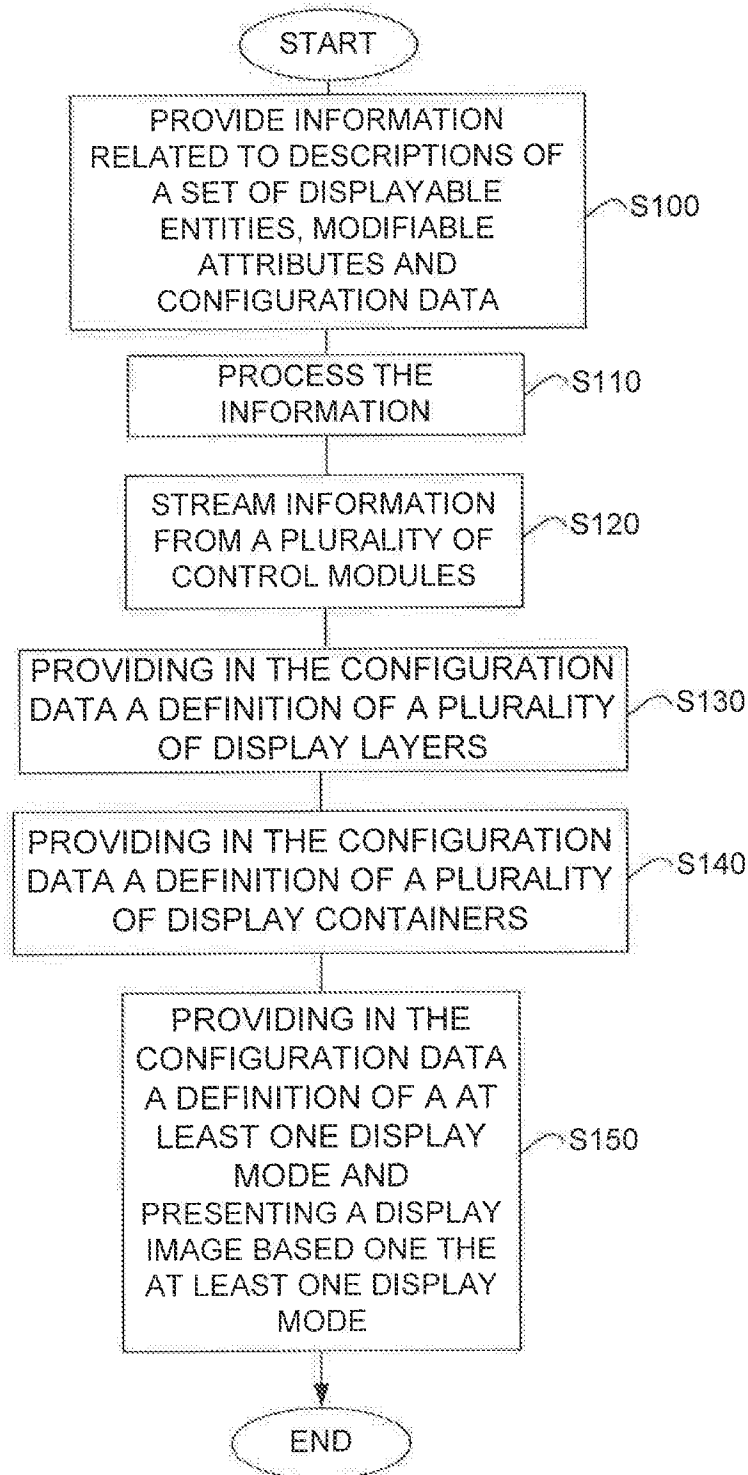 START
PROVIDE INFORMATION
RELATED TO DESCRIPTIONS OF
A SET OF DISPLAYABLE
ENTITIES, MODIFIABLE
ATTRIBUTES AND
CONFIGURATION DATA
S100
PROCESS THE
INFORMATION
S110
STREAM INFORMATION
FROM A PLURALITY OF
CONTROL MODULES
S120
PROVIDING IN THE CONFIGURATION
DATA A DEFINITION OF A PLURALITY
OF DISPLAY LAYERS
S130
PROVIDING IN THE CONFIGURATION
DATA A DEFINITION OF A PLURALITY
OF DISPLAY CONTAINERS
S140
PROVIDING IN THE
CONFIGURATION DATA
A DEFINITION OF A AT
LEAST ONE DISPLAY
MODE AND
PRESENTING A DISPLAY
IMAGE BASED ONE THE
AT LEAST ONE DISPLAY
MODE
S150
END